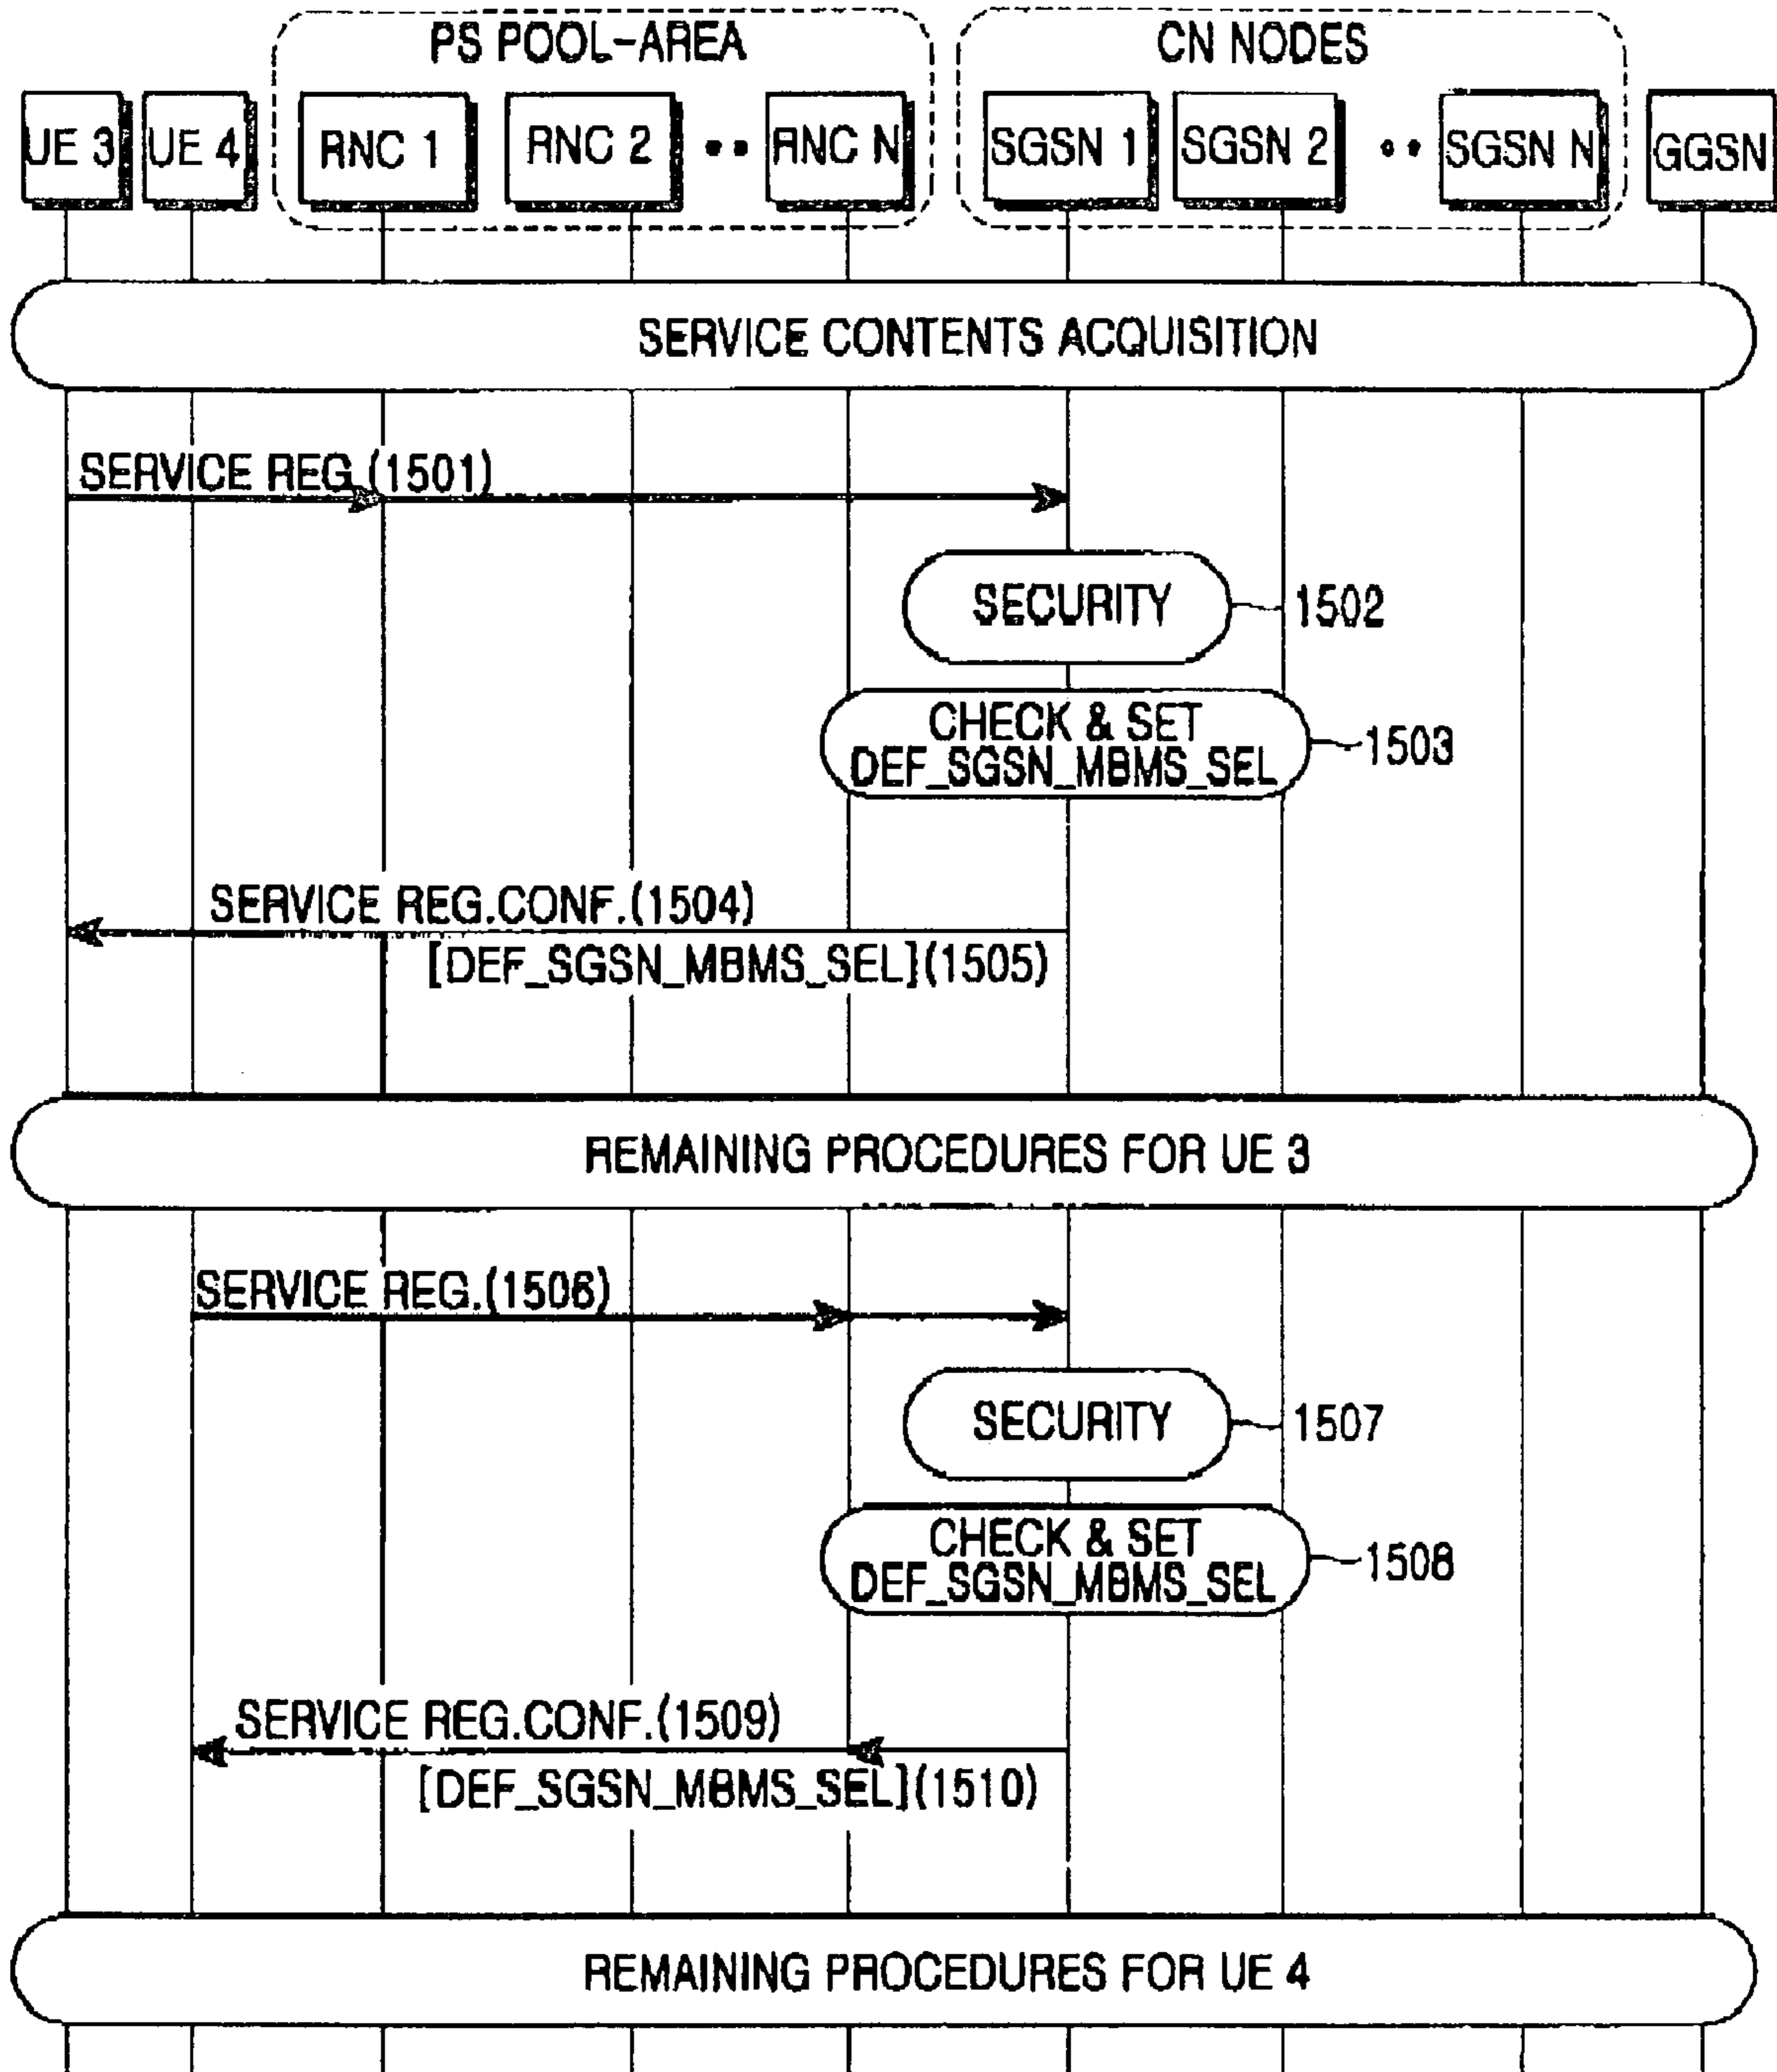 PS POOL-AREA
CN NODES
UE 3
UE 4
RNC 1
RNC 2
RNC N
SGSN 1
SGSN 2
SGSN N
GGSN
SERVICE CONTENTS ACQUISITION
SERVICE REG.(1501)
SECURITY
1502
CHECK & SET
DEF_SGSN_MBMS_SEL
1503
SERVICE REG.CONF.(1504)
[DEF_SGSN_MBMS_SEL](1505)
REMAINING PROCEDURES FOR UE 3
SERVICE REG.(1506)
SECURITY
1507
CHECK & SET
DEF_SGSN_MBMS_SEL
1508
SERVICE REG.CONF.(1509)
[DEF_SGSN_MBMS_SEL](1510)
REMAINING PROCEDURES FOR UE 4